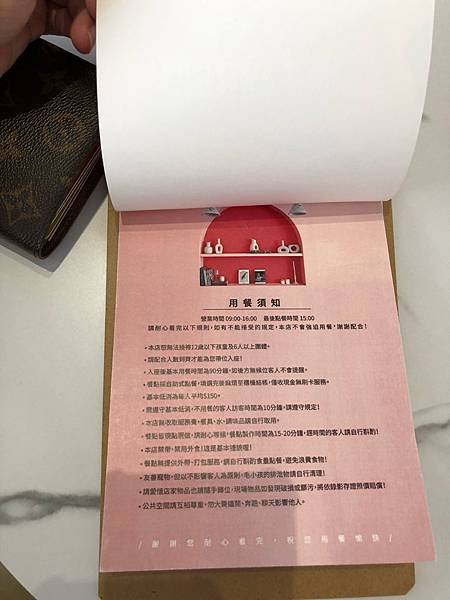 用餐須知
營業時間 09:00-16:00 最後點餐時間 15:00
請耐心看完以下規則，如有不能接受的規定，本店不會強迫用餐，謝謝配合！
•本店恕無法接待12歲以下孩童及6人以上團體。
•請配合人數到齊才能為您帶位入座！
•入座後基本用餐時間為90分鐘，如後方無候位客人不會提醒。
•餐點採自助式點餐，填選完後麻煩至櫃檯結帳，僅收現金無刷卡服務。
•基本低消為每人平均$150。
•需遵守基本低消，不用餐的客人訪客時間為10分鐘，請遵守規定！
•本店無收取服務費，餐具、水、調味品請自行取用。
•餐點皆現點現做，請耐心等候，餐點製作時間為15-20分鐘，趕時間的客人請自行斟酌！
•本店禁帶、禁用外食！這是基本禮貌喔！
•餐點無提供外帶、打包服務，請自行斟酌食量點餐，避免浪費食物！
•友善寵物，但以不影響客人為原則，毛小孩的排泄物請自行清理！
•請愛惜店家物品也請隨手歸位，現場物品如發現破損或髒污，將依錄影存證照價賠償！
•公共空間請互相尊重，勿大聲嬉鬧、奔跑、聊天影響他人。
/ 謝謝您耐心看完，祝您用餐愉快 /